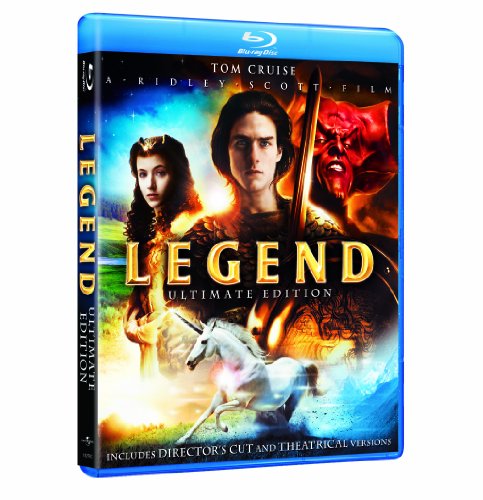 Blu-ray Disc
TOM CRUISE
A·RIDLEY·SCOTT·FILM
LEGEND
ULTIMATE EDITION
INCLUDES DIRECTOR'S CUT AND THEATRICAL VERSIONS
LEGEND
ULTIMATE
EDITION